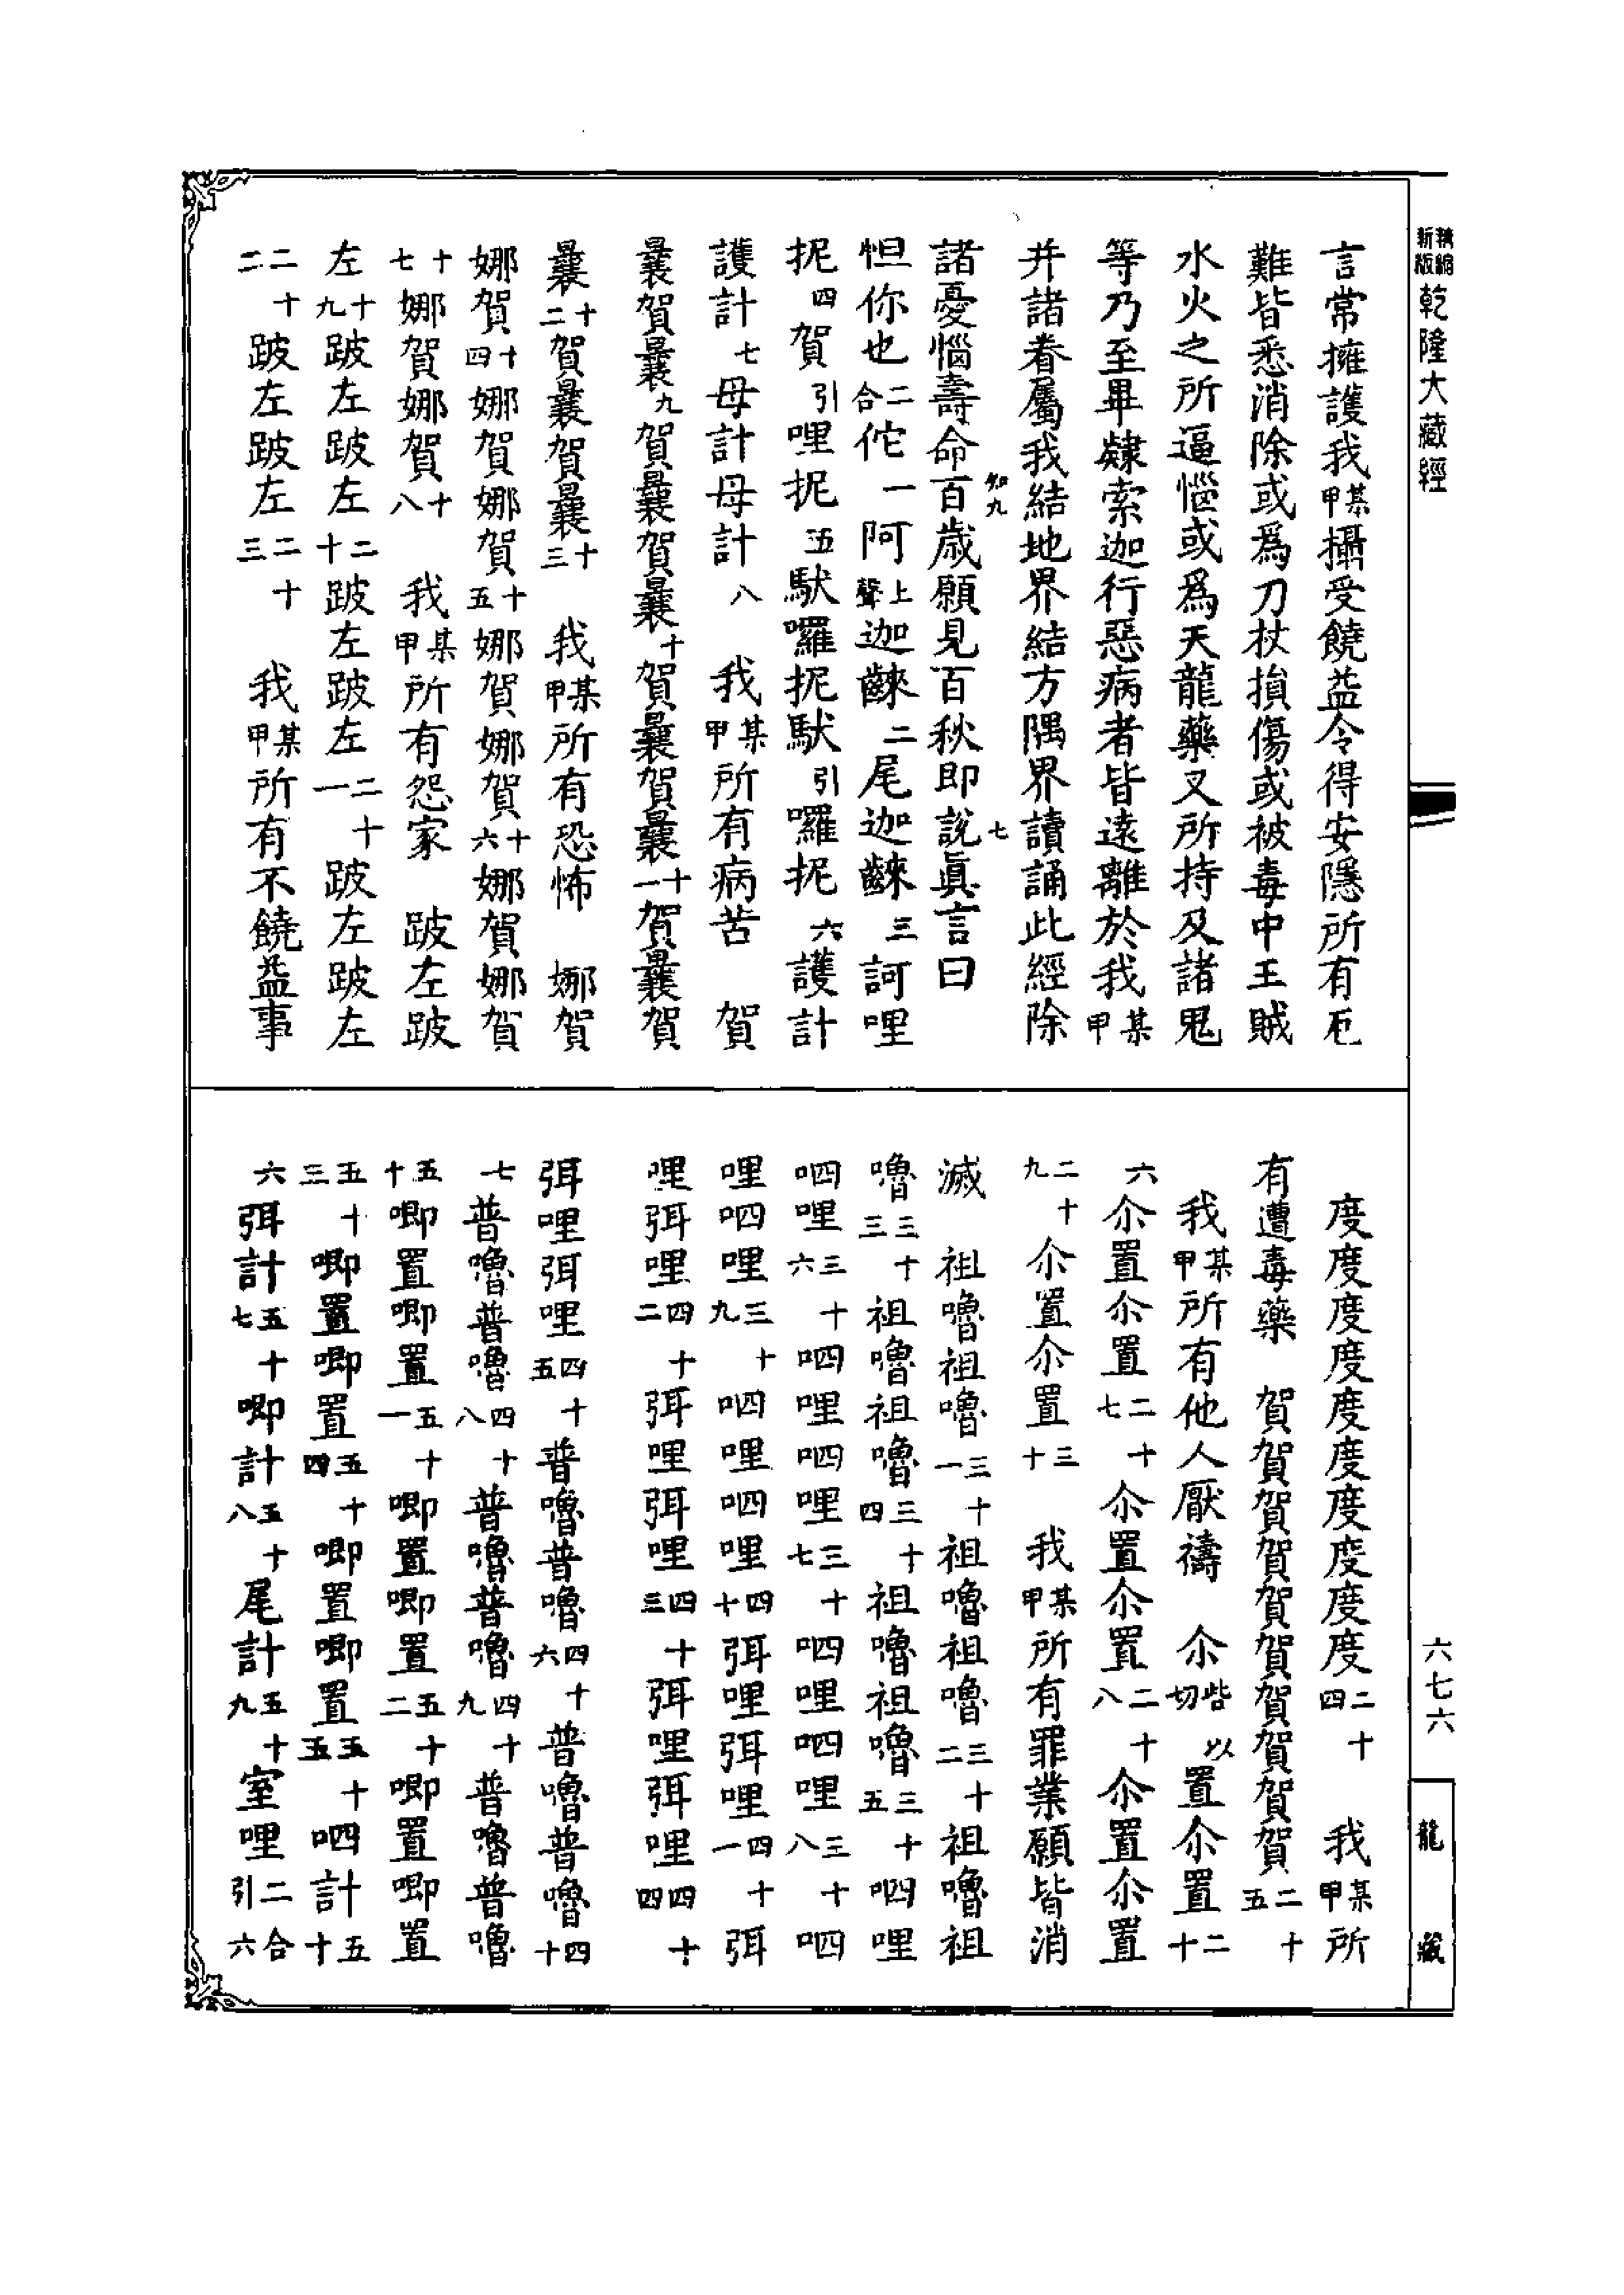 新版精縮乾隆大藏經
言常擁護我某甲攝受饒益令得安隱所有厄
難皆悉消除或爲刀杖損傷或被毒中王賊
水火之所逼惱或爲天龍藥叉所持及諸鬼
等乃至畢隸索迦行惡病者皆遠離於我某甲
并諸眷屬我結地界結方隅界讀誦此經除
知九 七
諸憂惱壽命百歲願見百秋即說眞言曰
怛你也二合佗一阿上聲迦齼二尾迦齼三訶哩
抳四賀引哩抳五馱囉抳馱引囉抳六護計
護計七母計母計八 我某甲所有病苦 賀
曩賀曩九賀曩賀曩十賀曩賀曩十一賀曩賀
曩十二賀曩賀曩十三 我某甲所有恐怖 娜賀
娜賀十四娜賀娜賀十五娜賀娜賀十六娜賀娜賀
十七娜賀娜賀十八 我某甲所有怨家 跛左跛
左十九跛左跛左二十跛左跛左二十一跛左跛左
二十二跛左跛左二十三 我某甲所有不饒益事
度度度度度度度度度度二十四 我某甲所
有遭毒藥 賀賀賀賀賀賀賀賀賀賀二十五
我某甲所有他人厭禱 尒呰以切置尒置二十
六尒置尒置二十七尒置尒置二十八尒置尒置
二十九尒置尒置三十 我某甲所有罪業願皆消
滅 祖嚕祖嚕三十一祖嚕祖嚕三十二祖嚕祖
嚕三十三祖嚕祖嚕三十四祖嚕祖嚕三十五呬哩
呬哩三十六呬哩呬哩三十七呬哩呬哩三十八呬
哩呬哩三十九呬哩呬哩四十弭哩弭哩四十一弭
哩弭哩四十二弭哩弭哩四十三弭哩弭哩四十四
弭哩弭哩四十五普嚕普嚕四十六普嚕普嚕四十
七普嚕普嚕四十八普嚕普嚕四十九普嚕普嚕
五十唧置唧置五十一唧置唧置五十二唧置唧置
五十三唧置唧置五十四唧置唧置五十五呬計五十
六弭計五十七唧計五十八尾計五十九室哩二合引六
六七六
龍藏